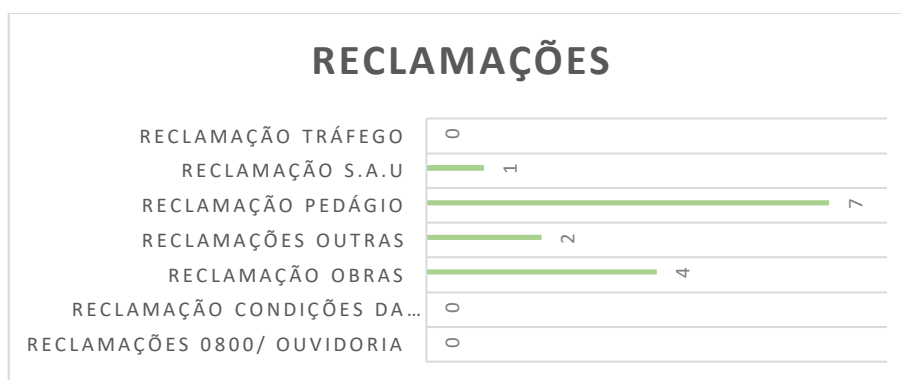 RECLAMAÇÕES
RECLAMAÇÃO TRÁFEGO 0
RECLAMAÇÃO S.A.U 1
RECLAMAÇÃO PEDÁGIO 7
RECLAMAÇÕES OUTRAS 2
RECLAMAÇÃO OBRAS 4
RECLAMAÇÃO CONDIÇÕES DA... 0
RECLAMAÇÕES 0800/ OUVIDORIA 0